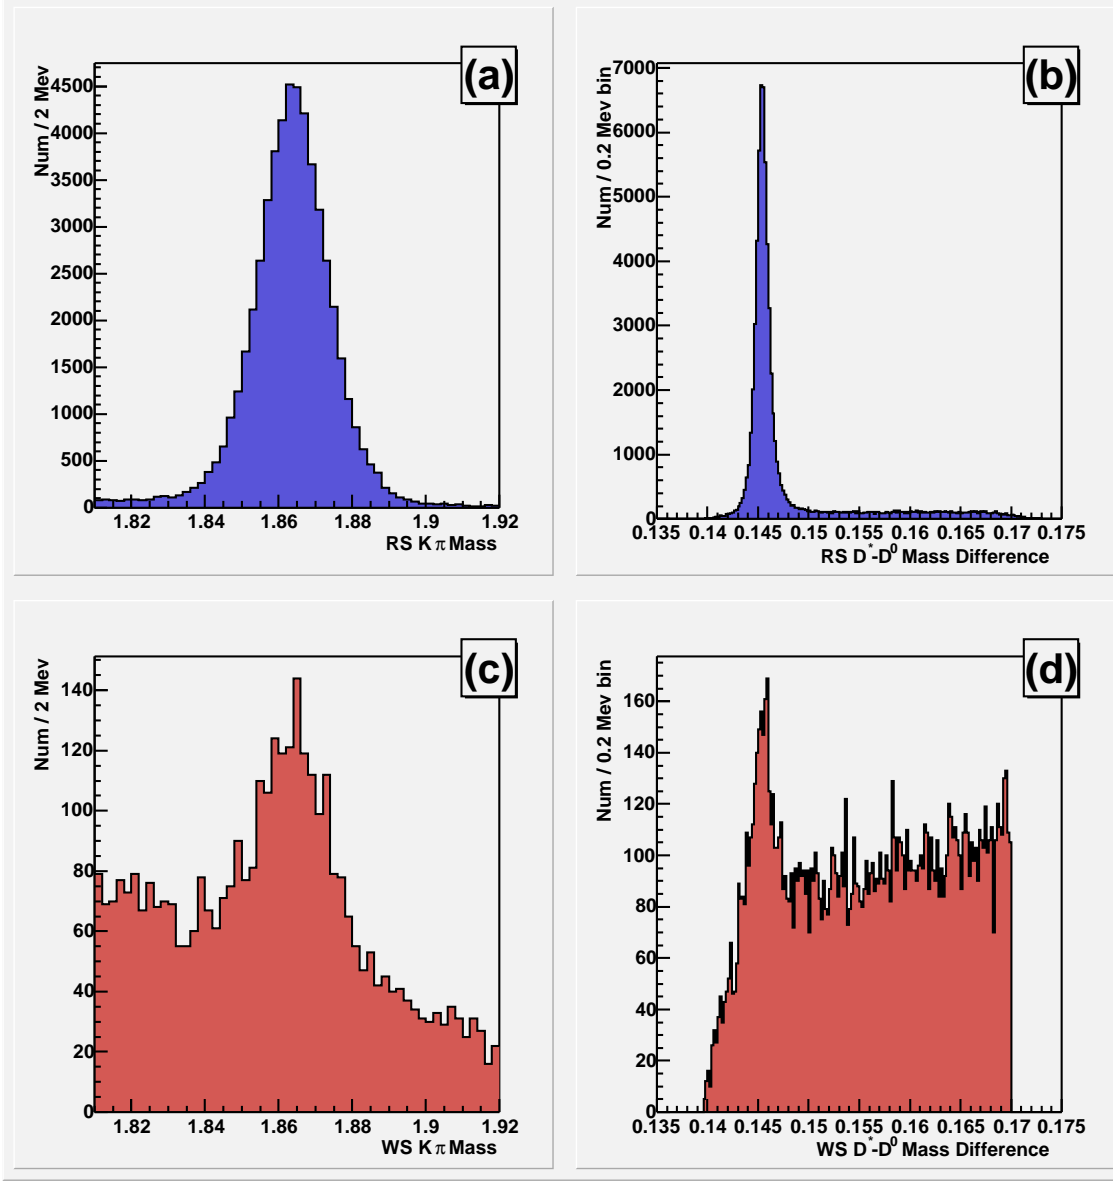 (a)
Num / 2 Mev
4500
4000
3500
3000
2500
2000
1500
1000
500
0
1.82 1.84 1.86 1.88 1.9 1.92
RS K π Mass
(b)
Num / 0.2 Mev bin
7000
6000
5000
4000
3000
2000
1000
0
0.135 0.14 0.145 0.15 0.155 0.16 0.165 0.17 0.175
RS D*-D0 Mass Difference
(c)
Num / 2 Mev
140
120
100
80
60
40
20
0
1.82 1.84 1.86 1.88 1.9 1.92
WS K π Mass
(d)
Num / 0.2 Mev bin
160
140
120
100
80
60
40
20
0
0.135 0.14 0.145 0.15 0.155 0.16 0.165 0.17 0.175
WS D*-D0 Mass Difference